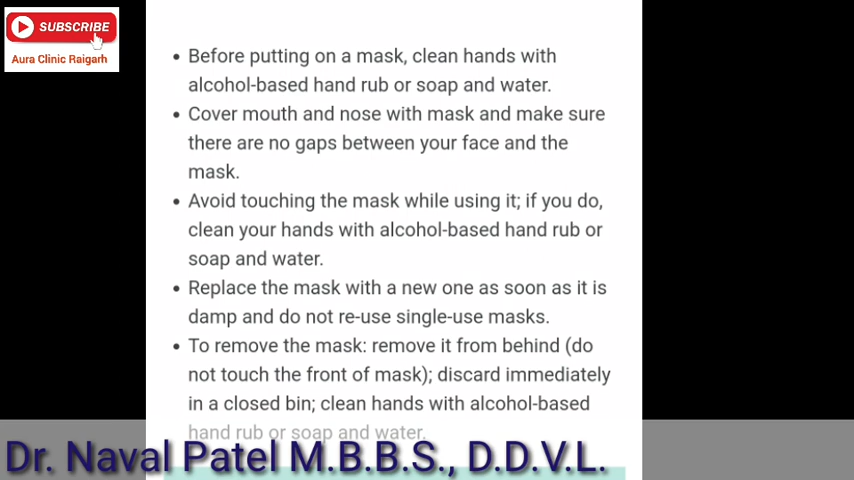 SUBSCRIBE
Aura Clinic Raigarh
• Before putting on a mask, clean hands with
alcohol-based hand rub or soap and water.
• Cover mouth and nose with mask and make sure
there are no gaps between your face and the
mask.
• Avoid touching the mask while using it; if you do,
clean your hands with alcohol-based hand rub or
soap and water.
• Replace the mask with a new one as soon as it is
damp and do not re-use single-use masks.
• To remove the mask: remove it from behind (do
not touch the front of mask); discard immediately
in a closed bin; clean hands with alcohol-based
hand rub or soap and water.
Dr. Naval Patel M.B.B.S., D.D.V.L.